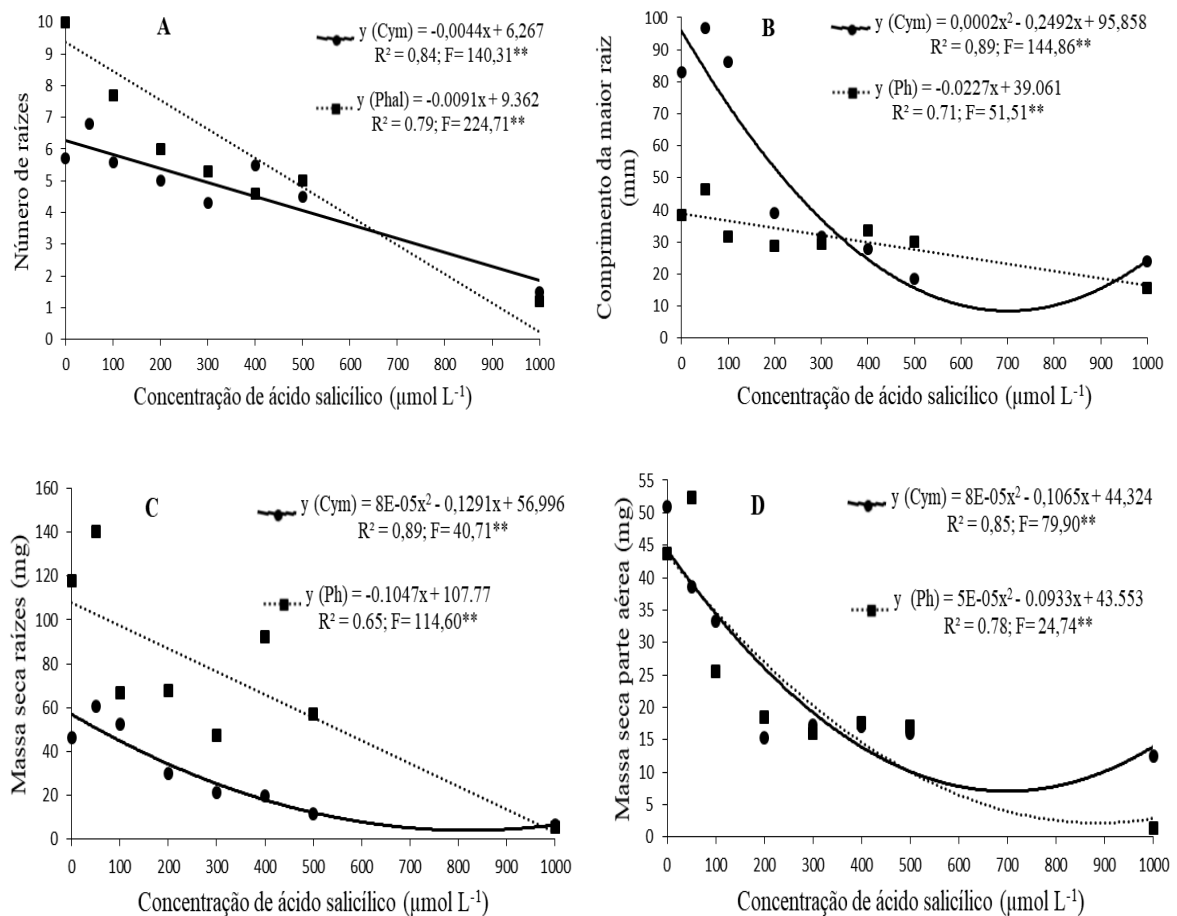 A
y (Cym) = -0,0044x + 6,267
R² = 0,84; F= 140,31**
y (Phal) = -0.0091x + 9.362
R² = 0.79; F= 224,71**
Número de raízes
10
9
8
7
6
5
4
3
2
1
0
0 100 200 300 400 500 600 700 800 900 1000
Concentração de ácido salicílico (µmol L⁻¹)
B
y (Cym) = 0,0002x² - 0,2492x + 95,858
R² = 0,89; F= 144,86**
y (Ph) = -0.0227x + 39.061
R² = 0.71; F= 51,51**
Comprimento da maior raiz
(mm)
100
90
80
70
60
50
40
30
20
10
0
0 100 200 300 400 500 600 700 800 900 1000
Concentração de ácido salicílico (µmol L⁻¹)
C
y (Cym) = 8E-05x² - 0,1291x + 56,996
R² = 0,89; F= 40,71**
y (Ph) = -0.1047x + 107.77
R² = 0.65; F= 114,60**
Massa seca raízes (mg)
160
140
120
100
80
60
40
20
0
0 100 200 300 400 500 600 700 800 900 1000
Concentração de ácido salicílico (µmol L⁻¹)
D
y (Cym) = 8E-05x² - 0,1065x + 44,324
R² = 0,85; F= 79,90**
y (Ph) = 5E-05x² - 0.0933x + 43.553
R² = 0.78; F= 24,74**
Massa seca parte aérea (mg)
55
50
45
40
35
30
25
20
15
10
5
0
0 100 200 300 400 500 600 700 800 900 1000
Concentração de ácido salicílico (µmol L⁻¹)